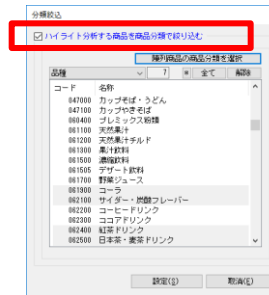 分類絞込
ハイライト分析する商品を商品分類で絞り込む
陳列商品の商品分類を選択
品種 7 全て 解除
コード 名称
047000 カップそば・うどん
047100 カップやきそば
060400 プレミックス粉類
061100 天然果汁
061200 天然果汁チルド
061300 果汁飲料
061500 濃縮飲料
061505 デザート飲料
061700 野菜ジュース
061900 コーラ
062100 サイダー・炭酸フレーバー
062200 コーヒードリンク
062300 ココアドリンク
062400 紅茶ドリンク
062500 日本茶・麦茶ドリンク
設定(S) 取消(E)